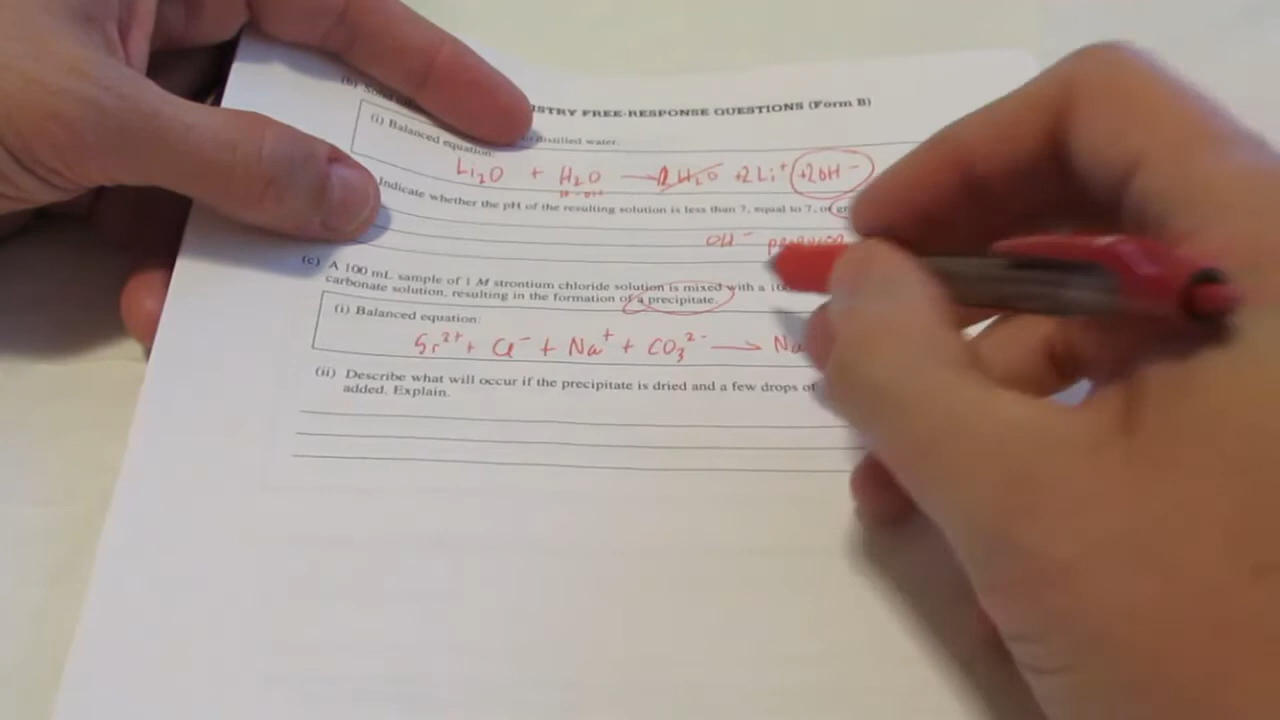 (b) Solid
ISTRY FREE-RESPONSE QUESTIONS (Form B)
distilled water.
(i) Balanced equation:
Li₂O + H₂O → 2H₂O +2Li⁺ +2OH⁻
Indicate whether the pH of the resulting solution is less than 7, equal to 7, or gr
OH⁻
(c) A 100 mL sample of 1 M strontium chloride solution is mixed with a 10
carbonate solution, resulting in the formation of a precipitate.
(i) Balanced equation:
Sr²⁺ + Cl⁻ + Na⁺ + CO₃²⁻ → Na
(ii) Describe what will occur if the precipitate is dried and a few drops of
added. Explain.